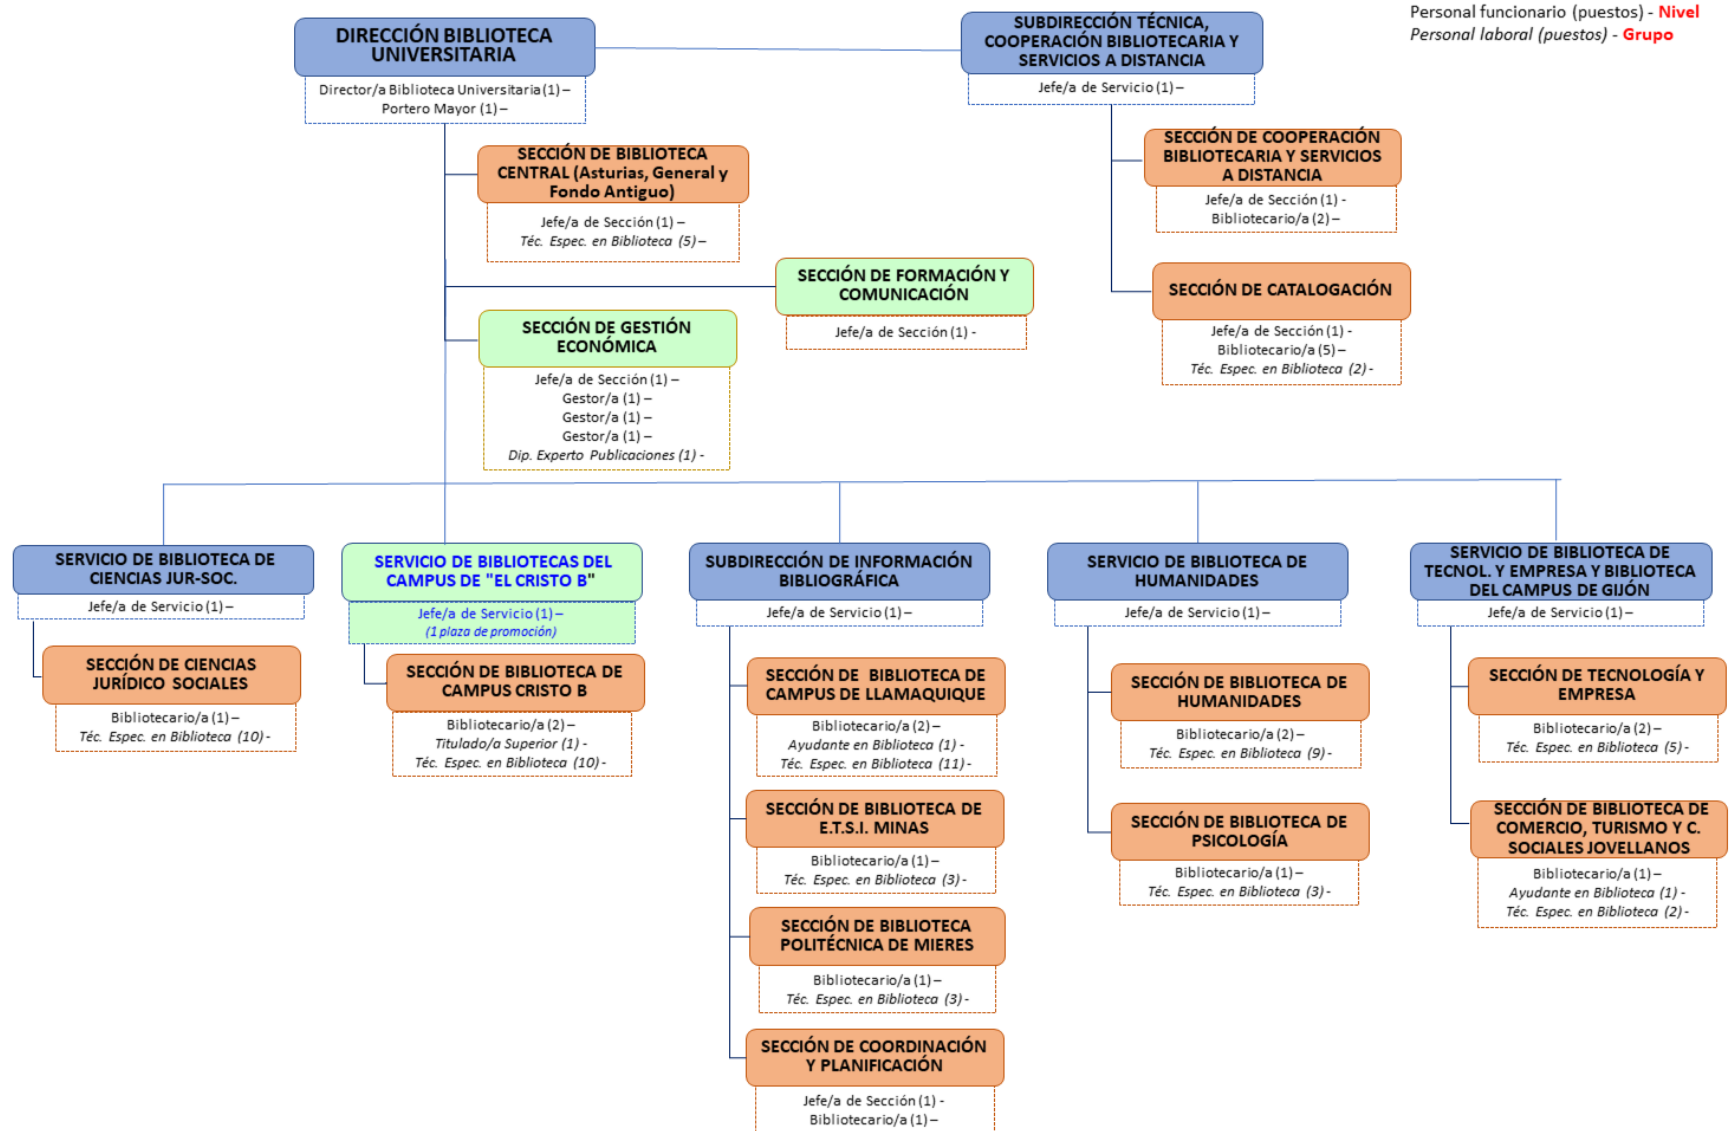 Personal funcionario (puestos) - Nivel
Personal laboral (puestos) - Grupo
DIRECCIÓN BIBLIOTECA
UNIVERSITARIA
Director/a Biblioteca Universitaria (1) –
Portero Mayor (1) –
SUBDIRECCIÓN TÉCNICA,
COOPERACIÓN BIBLIOTECARIA Y
SERVICIOS A DISTANCIA
Jefe/a de Servicio (1) –
SECCIÓN DE BIBLIOTECA
CENTRAL (Asturias, General y
Fondo Antiguo)
Jefe/a de Sección (1) –
Téc. Espec. en Biblioteca (5) –
SECCIÓN DE COOPERACIÓN
BIBLIOTECARIA Y SERVICIOS
A DISTANCIA
Jefe/a de Sección (1) -
Bibliotecario/a (2) –
SECCIÓN DE FORMACIÓN Y
COMUNICACIÓN
Jefe/a de Sección (1) -
SECCIÓN DE CATALOGACIÓN
Jefe/a de Sección (1) -
Bibliotecario/a (5) –
Téc. Espec. en Biblioteca (2) –
SECCIÓN DE GESTIÓN
ECONÓMICA
Jefe/a de Sección (1) –
Gestor/a (1) –
Gestor/a (1) –
Gestor/a (1) –
Dip. Experto Publicaciones (1) -
SERVICIO DE BIBLIOTECA DE
CIENCIAS JUR-SOC.
Jefe/a de Servicio (1) –
SECCIÓN DE CIENCIAS
JURÍDICO SOCIALES
Bibliotecario/a (1) –
Téc. Espec. en Biblioteca (10) -
SERVICIO DE BIBLIOTECAS DEL
CAMPUS DE "EL CRISTO B"
Jefe/a de Servicio (1) –
(1 plaza de promoción)
SECCIÓN DE BIBLIOTECA DE
CAMPUS CRISTO B
Bibliotecario/a (2) –
Titulado/a Superior (1) -
Téc. Espec. en Biblioteca (10) -
SUBDIRECCIÓN DE INFORMACIÓN
BIBLIOGRÁFICA
Jefe/a de Servicio (1) –
SECCIÓN DE BIBLIOTECA DE
CAMPUS DE LLAMAQUIQUE
Bibliotecario/a (2) –
Ayudante en Biblioteca (1) -
Téc. Espec. en Biblioteca (11) -
SECCIÓN DE BIBLIOTECA DE
E.T.S.I. MINAS
Bibliotecario/a (1) –
Téc. Espec. en Biblioteca (3) -
SECCIÓN DE BIBLIOTECA
POLITÉCNICA DE MIERES
Bibliotecario/a (1) –
Téc. Espec. en Biblioteca (3) -
SECCIÓN DE COORDINACIÓN
Y PLANIFICACIÓN
Jefe/a de Sección (1) -
Bibliotecario/a (1) –
SERVICIO DE BIBLIOTECA DE
HUMANIDADES
Jefe/a de Servicio (1) –
SECCIÓN DE BIBLIOTECA DE
HUMANIDADES
Bibliotecario/a (2) –
Téc. Espec. en Biblioteca (9) -
SECCIÓN DE BIBLIOTECA DE
PSICOLOGÍA
Bibliotecario/a (1) –
Téc. Espec. en Biblioteca (3) -
SERVICIO DE BIBLIOTECA DE
TECNOL. Y EMPRESA Y BIBLIOTECA
DEL CAMPUS DE GIJÓN
Jefe/a de Servicio (1) –
SECCIÓN DE TECNOLOGÍA Y
EMPRESA
Bibliotecario/a (2) –
Téc. Espec. en Biblioteca (5) -
SECCIÓN DE BIBLIOTECA DE
COMERCIO, TURISMO Y C.
SOCIALES JOVELLANOS
Bibliotecario/a (1) –
Ayudante en Biblioteca (1) -
Téc. Espec. en Biblioteca (2) -